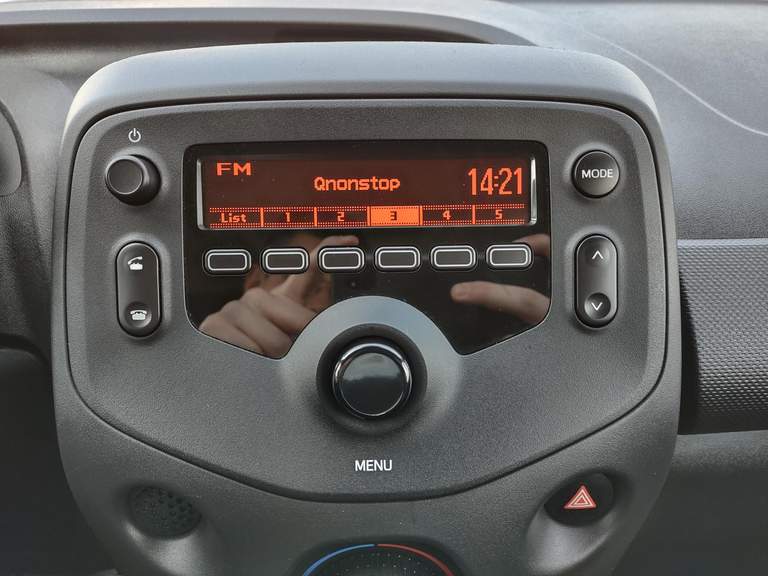 FM
Qnonstop
14:21
List 1 2 3 4 5
MODE
MENU